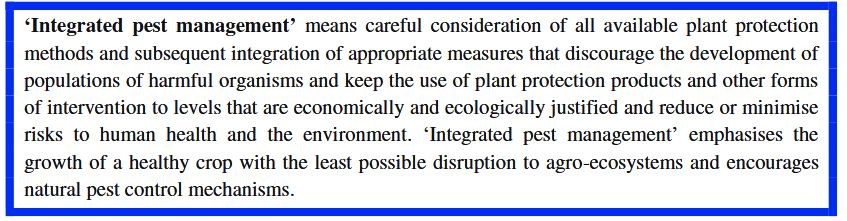 ‘Integrated pest management’ means careful consideration of all available plant protection
methods and subsequent integration of appropriate measures that discourage the development of
populations of harmful organisms and keep the use of plant protection products and other forms
of intervention to levels that are economically and ecologically justified and reduce or minimise
risks to human health and the environment. ‘Integrated pest management’ emphasises the
growth of a healthy crop with the least possible disruption to agro-ecosystems and encourages
natural pest control mechanisms.